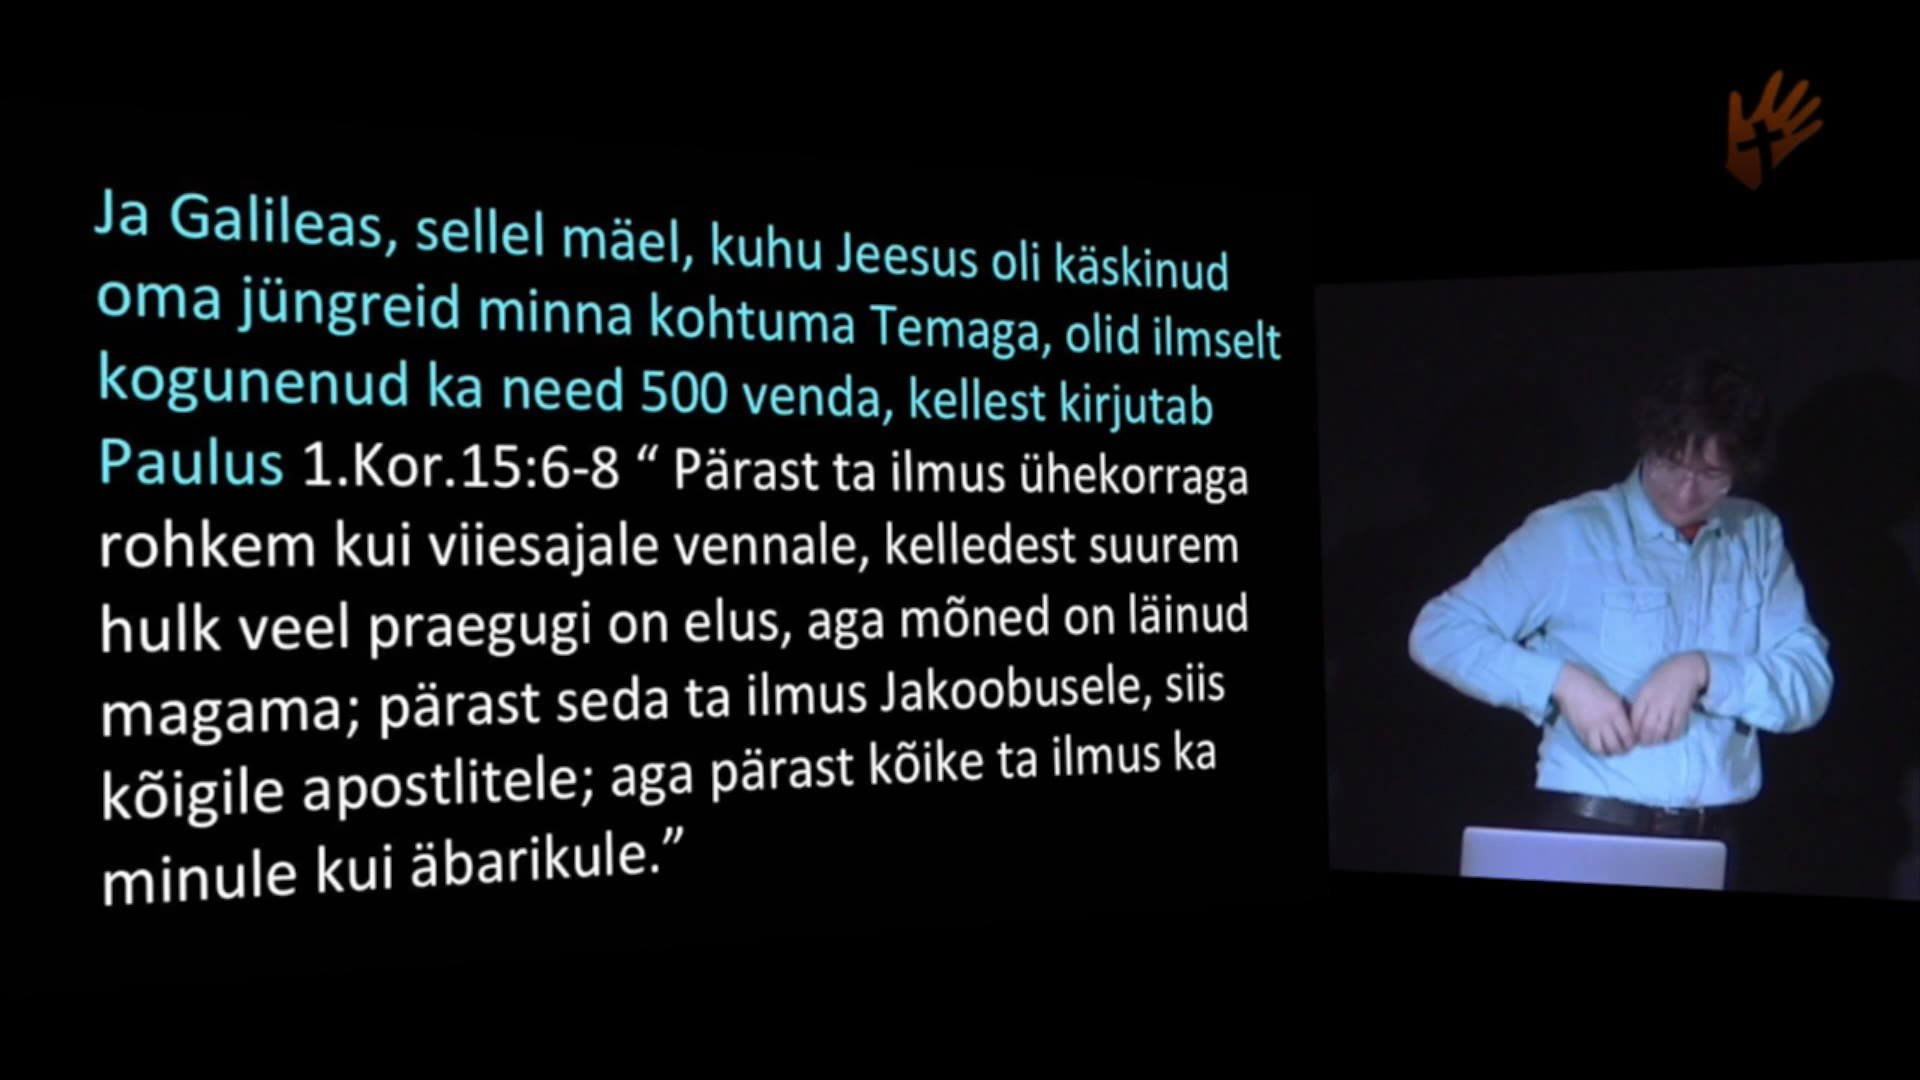 Ja Galileas, sellel mäel, kuhu Jeesus oli käskinud
oma jüngreid minna kohtuma Temaga, olid ilmselt
kogunenud ka need 500 venda, kellest kirjutab
Paulus 1.Kor.15:6-8 “ Pärast ta ilmus ühekorraga
rohkem kui viiesajale vennale, kelledest suurem
hulk veel praegugi on elus, aga mõned on läinud
magama; pärast seda ta ilmus Jakoobusele, siis
kõigile apostlitele; aga pärast kõike ta ilmus ka
minule kui äbarikule.”